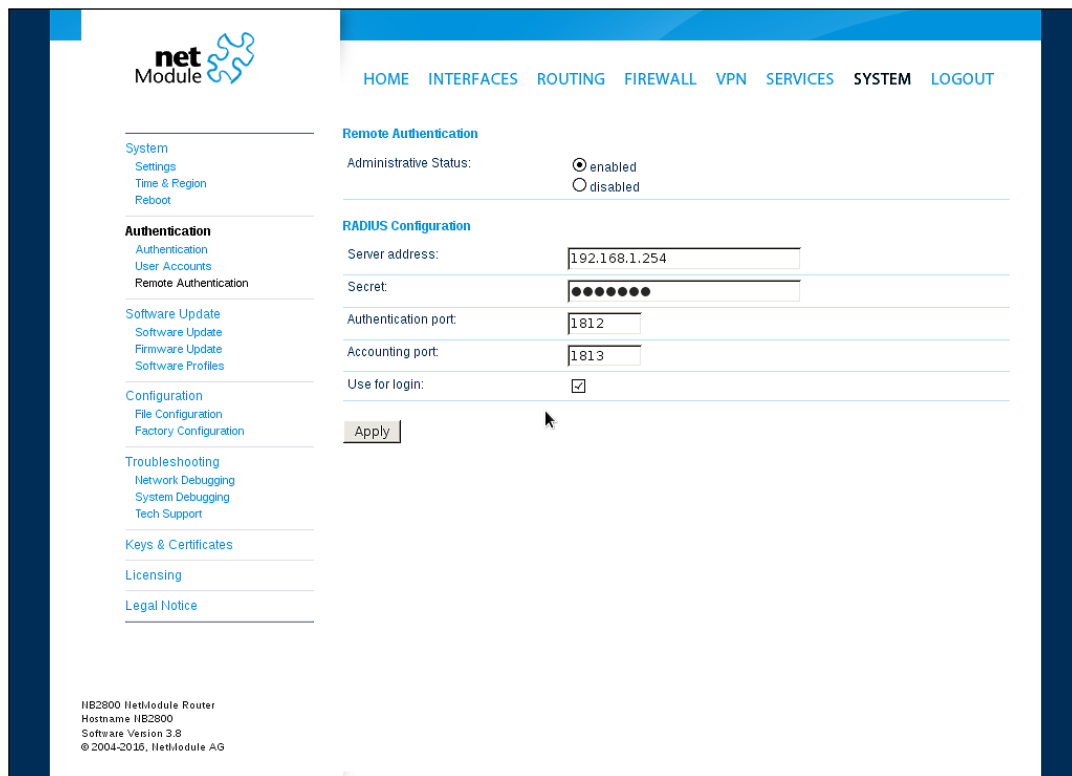 net
Module
HOME INTERFACES ROUTING FIREWALL VPN SERVICES SYSTEM LOGOUT
System
Settings
Time & Region
Reboot
Authentication
Authentication
User Accounts
Remote Authentication
Software Update
Software Update
Firmware Update
Software Profiles
Configuration
File Configuration
Factory Configuration
Troubleshooting
Network Debugging
System Debugging
Tech Support
Keys & Certificates
Licensing
Legal Notice
Remote Authentication
Administrative Status:
enabled
disabled
RADIUS Configuration
Server address: 192.168.1.254
Secret: ●●●●●●●
Authentication port: 1812
Accounting port: 1813
Use for login:
Apply
NB2800 NetModule Router
Hostname NB2800
Software Version 3.8
© 2004-2016, NetModule AG